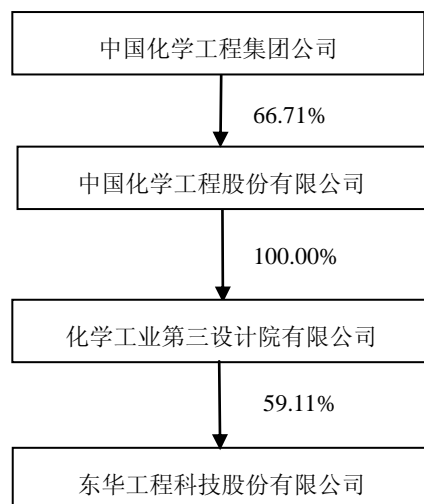 中国化学工程集团公司
66.71%
中国化学工程股份有限公司
100.00%
化学工业第三设计院有限公司
59.11%
东华工程科技股份有限公司